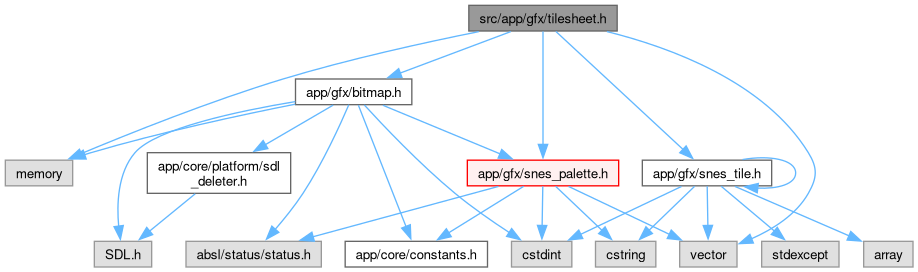 src/app/gfx/tilesheet.h
app/gfx/bitmap.h
memory
app/core/platform/sdl
_deleter.h
app/gfx/snes_palette.h
app/gfx/snes_tile.h
SDL.h
absl/status/status.h
app/core/constants.h
cstdint
cstring
vector
stdexcept
array